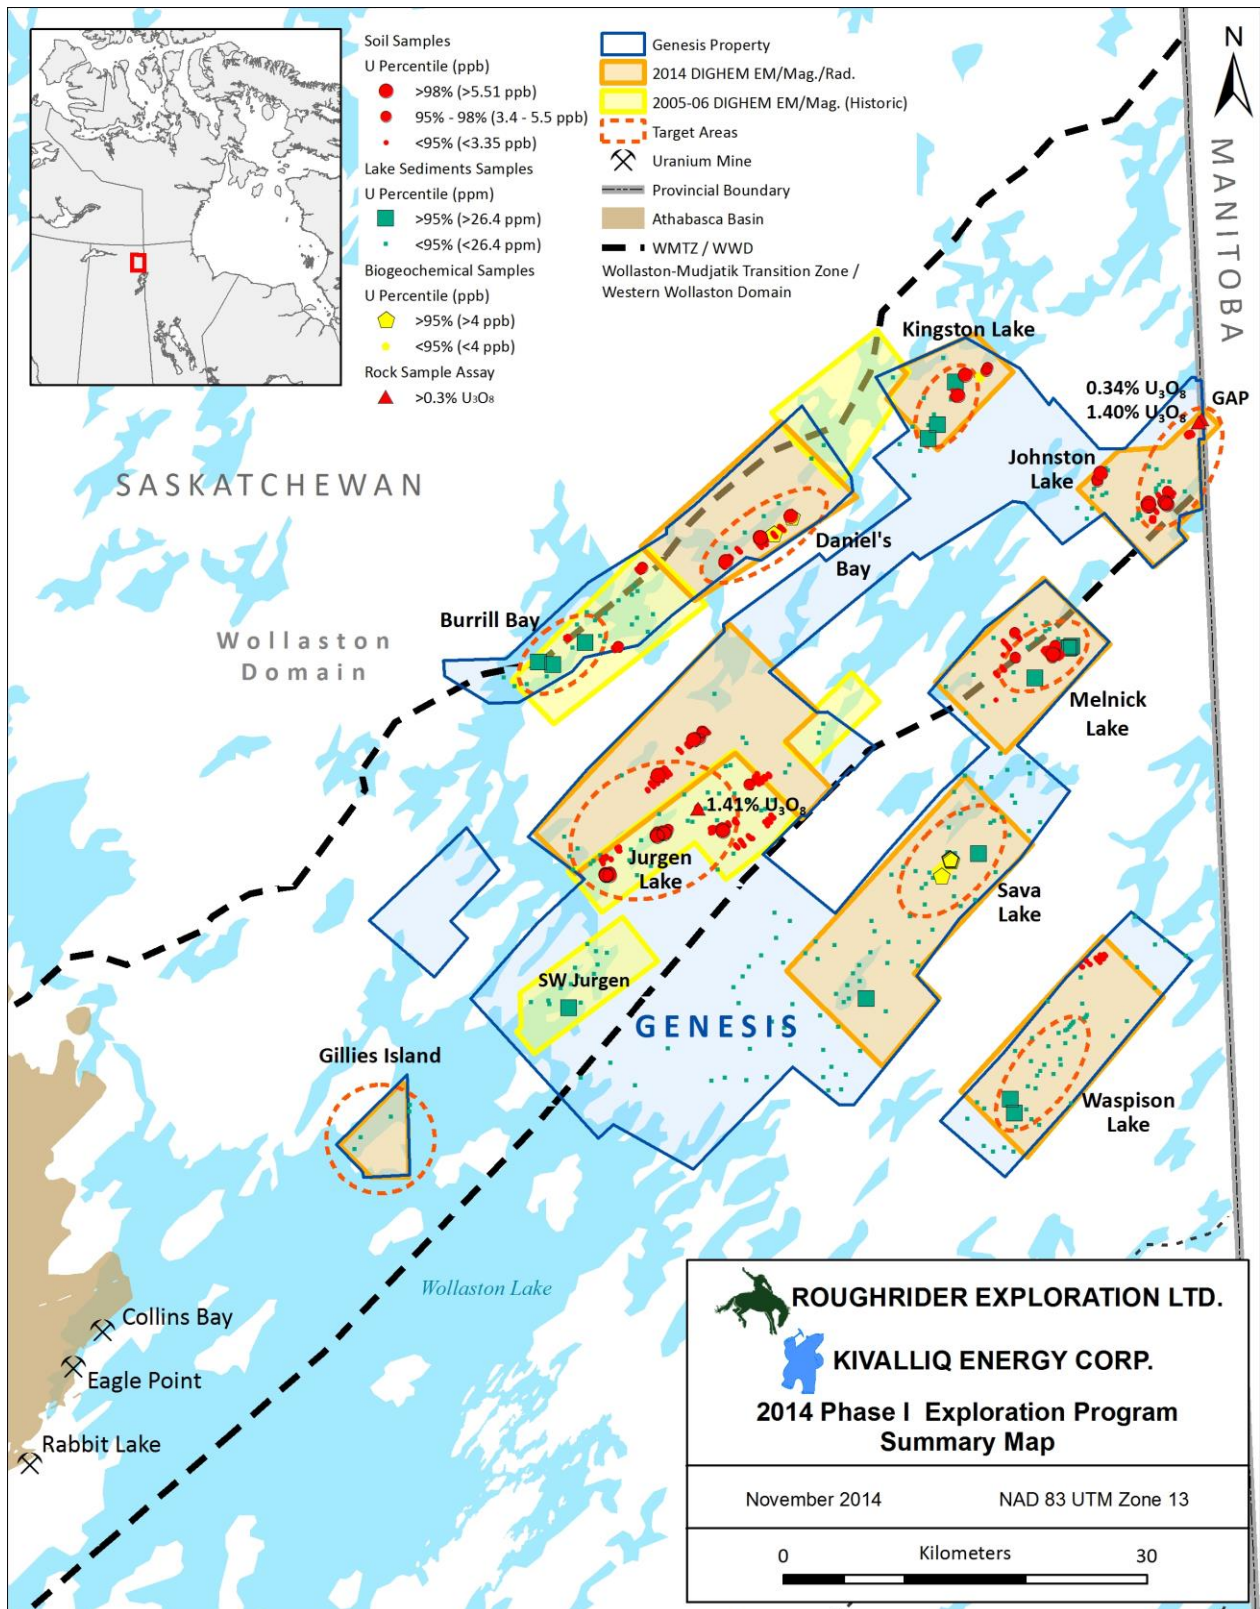 Soil Samples
U Percentile (ppb)
>98% (>5.51 ppb)
95% - 98% (3.4 - 5.5 ppb)
<95% (<3.35 ppb)
Lake Sediments Samples
U Percentile (ppm)
>95% (>26.4 ppm)
<95% (<26.4 ppm)
Biogeochemical Samples
U Percentile (ppb)
>95% (>4 ppb)
<95% (<4 ppb)
Rock Sample Assay
>0.3% U₃O₈
Genesis Property
2014 DIGHEM EM/Mag./Rad.
2005-06 DIGHEM EM/Mag. (Historic)
Target Areas
Uranium Mine
Provincial Boundary
Athabasca Basin
WMTZ / WWD
Wollaston-Mudjatik Transition Zone /
Western Wollaston Domain
N
MANITOBA
Kingston Lake
0.34% U₃O₈
1.40% U₃O₈
GAP
Johnston
Lake
SASKATCHEWAN
Daniel's
Bay
Burrill Bay
Wollaston
Domain
Melnick
Lake
1.41% U₃O₈
Jurgen
Lake
Sava
Lake
SW Jurgen
GENESIS
Gillies Island
Waspison
Lake
Wollaston Lake
Collins Bay
Eagle Point
Rabbit Lake
ROUGHRIDER EXPLORATION LTD.
KIVALLIQ ENERGY CORP.
2014 Phase I Exploration Program
Summary Map
November 2014
NAD 83 UTM Zone 13
Kilometers
0
30